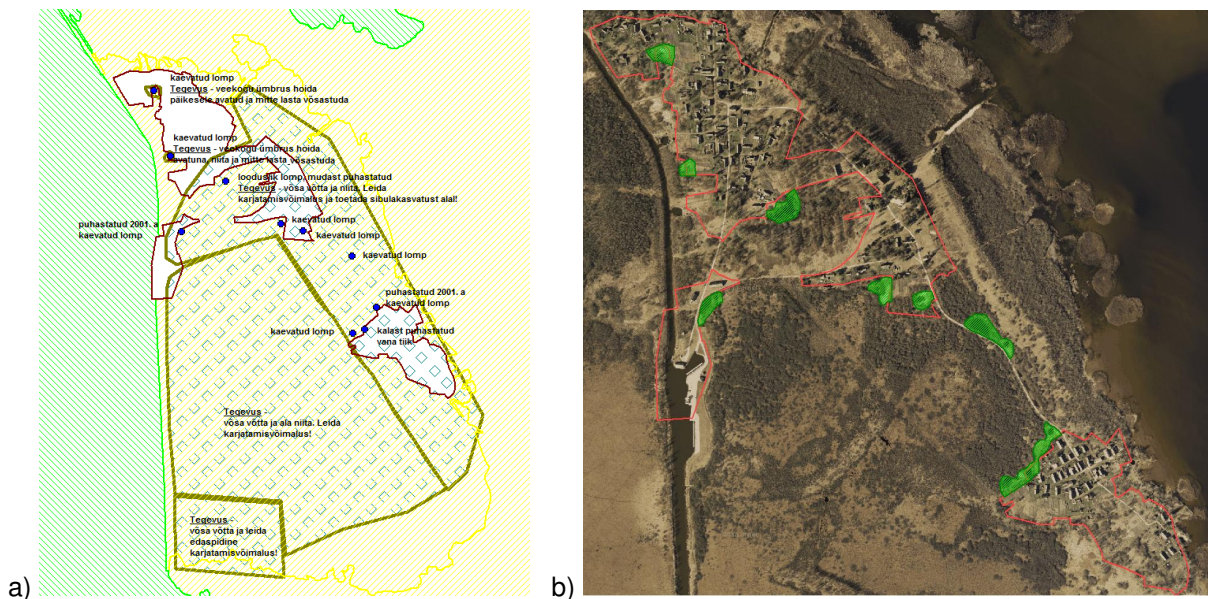 kaevatud lomp
Tegevus - veekogu ümbrus hoida
päikesele avatud ja mitte lasta võsastuda
kaevatud lomp
Tegevus - veekogu ümbrus hoida
avatuna, niita ja mitte lasta võsastuda
looduslik lomp, mudast puhastatud
Tegevus - võsa võtta ja niita. Leida
karjatamisvõimalus ja toetada sibulakasvatust alal!
puhastatud 2001. a
kaevatud lomp
kaevatud lomp
kaevatud lomp
kaevatud lomp
puhastatud 2001. a
kaevatud lomp
kaevatud lomp
kalast puhastatud
vana tiik
Tegevus -
võsa võtta ja ala niita. Leida
karjatamisvõimalus!
Tegevus -
võsa võtta ja leida
edaspidine
karjatamisvõimalus!
a)
b)